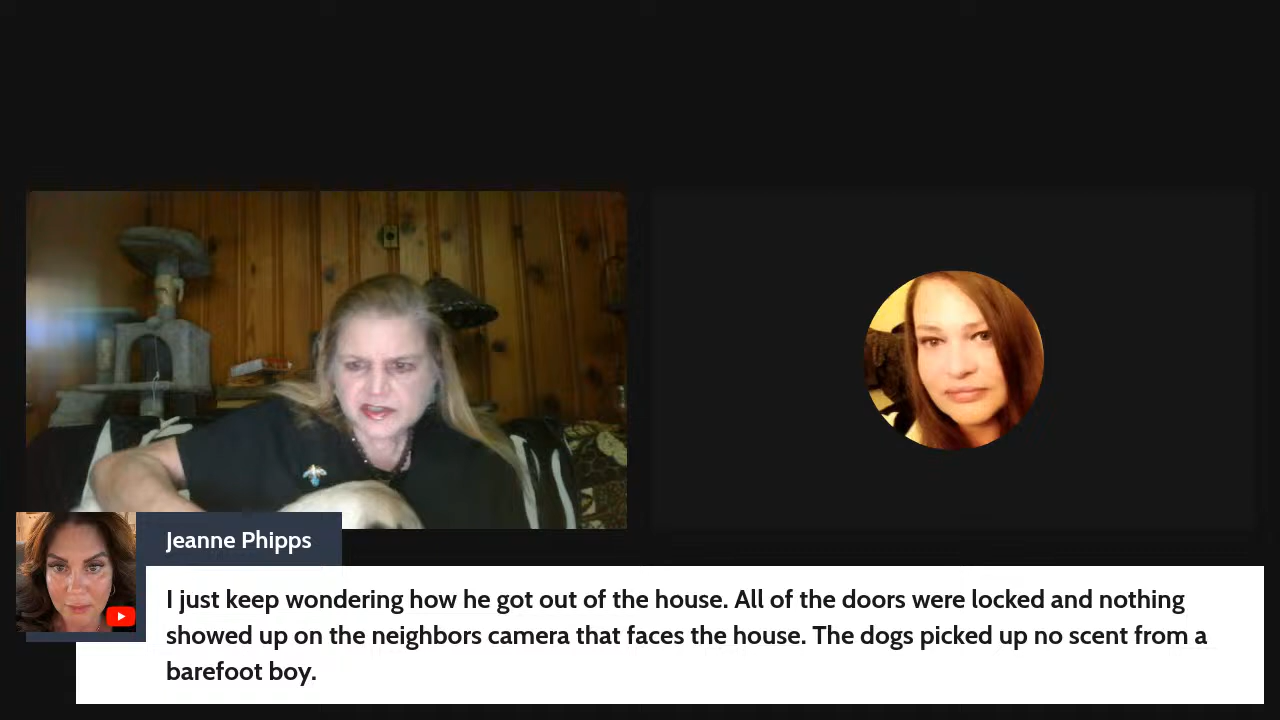 Jeanne Phipps
I just keep wondering how he got out of the house. All of the doors were locked and nothing
showed up on the neighbors camera that faces the house. The dogs picked up no scent from a
barefoot boy.